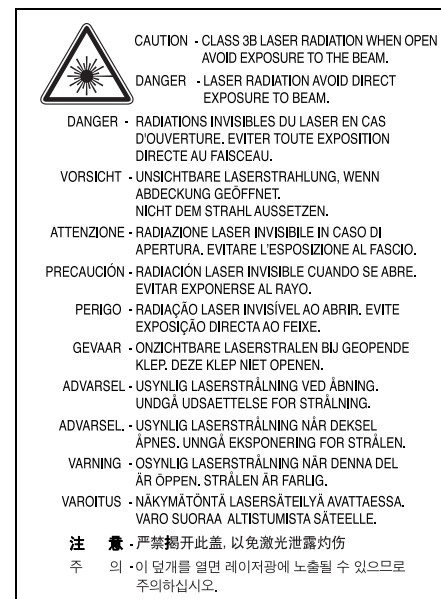 CAUTION - CLASS 3B LASER RADIATION WHEN OPEN
AVOID EXPOSURE TO THE BEAM.
DANGER - LASER RADIATION AVOID DIRECT
EXPOSURE TO BEAM.
DANGER - RADIATIONS INVISIBLES DU LASER EN CAS
D'OUVERTURE. EVITER TOUTE EXPOSITION
DIRECTE AU FAISCEAU.
VORSICHT - UNSICHTBARE LASERSTRAHLUNG, WENN
ABDECKUNG GEÖFFNET.
NICHT DEM STRAHL AUSSETZEN.
ATTENZIONE - RADIAZIONE LASER INVISIBILE IN CASO DI
APERTURA. EVITARE L'ESPOSIZIONE AL FASCIO.
PRECAUCIÓN - RADIACIÓN LASER INVISIBLE CUANDO SE ABRE.
EVITAR EXPONERSE AL RAYO.
PERIGO - RADIAÇÃO LASER INVISÍVEL AO ABRIR. EVITE
EXPOSIÇÃO DIRECTA AO FEIXE.
GEVAAR - ONZICHTBARE LASERSTRALEN BIJ GEOPENDE
KLEP. DEZE KLEP NIET OPENEN.
ADVARSEL - USYNLIG LASERSTRÅLNING VED ÅBNING.
UNDGÅ UDSAETTELSE FOR STRÅLNING.
ADVARSEL. - USYNLIG LASERSTRÅLNING NÅR DEKSEL
ÅPNES. UNNGÅ EKSPONERING FOR STRÅLEN.
VARNING - OSYNLIG LASERSTRÅLNING NÄR DENNA DEL
ÄR ÖPPEN. STRÅLEN ÄR FARLIG.
VAROITUS - NÄKYMÄTÖNTÄ LASERSÄTEILYÄ AVATTAESSA.
VARO SUORAA ALTISTUMISTA SÄTEELLE.
注 意 - 严禁揭开此盖, 以免激光泄露灼伤
주 의 - 이 덮개를 열면 레이저광에 노출될 수 있으므로
주의하십시오.